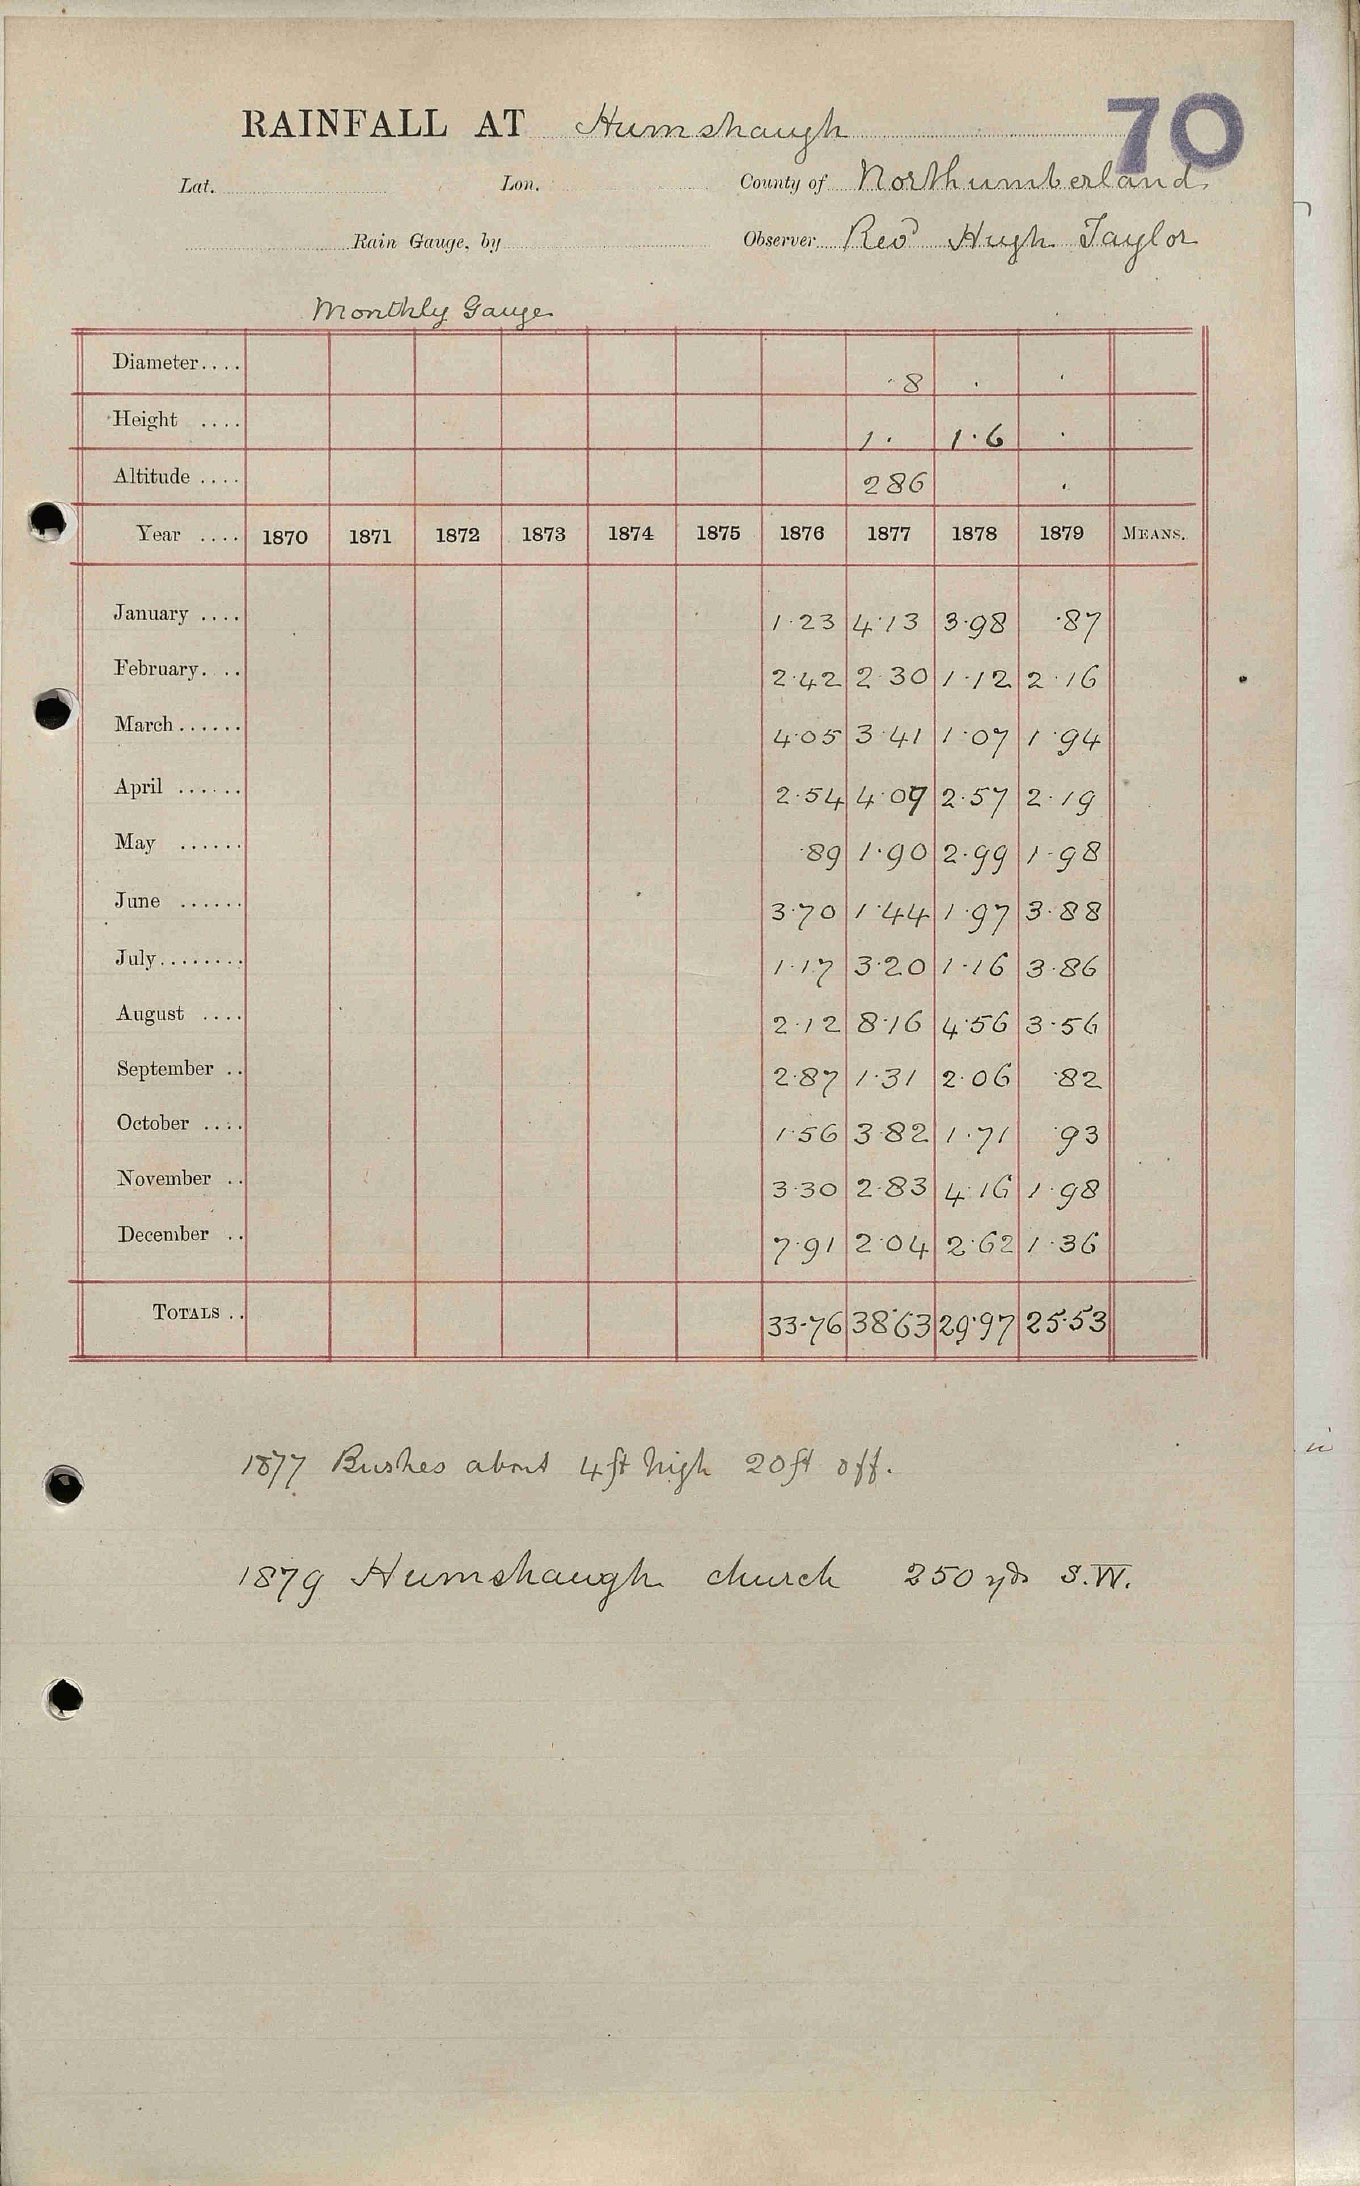 70
RAINFALL AT Humshaugh
Lat. Lon. County of Northumberland
Rain Gauge, by Observer Revd Hugh Taylor
Monthly Gauge
Diameter.... 8
Height .... 1· 1·6
Altitude .... 286
Year .... 1870 1871 1872 1873 1874 1875 1876 1877 1878 1879 MEANS.
January .... 1·23 4·13 3·98 ·87
February. .. 2·42 2·30 1·12 2·16
March...... 4·05 3·41 1·07 1·94
April ...... 2·54 4·09 2·57 2·19
May ...... ·89 1·90 2·99 1·98
June ...... 3·70 1·44 1·97 3·88
July........ 1·17 3·20 1·16 3·86
August .... 2·12 8·16 4·56 3·56
September .. 2·87 1·31 2·06 ·82
October .... 1·56 3·82 1·71 ·93
November .. 3·30 2·83 4·16 1·98
December .. 7·91 2·04 2·62 1·36
TOTALS .. 33·76 38·63 29·97 25·53
1877 Bushes about 4ft high 20ft off.
1879 Humshaugh church 250 yds S.W.